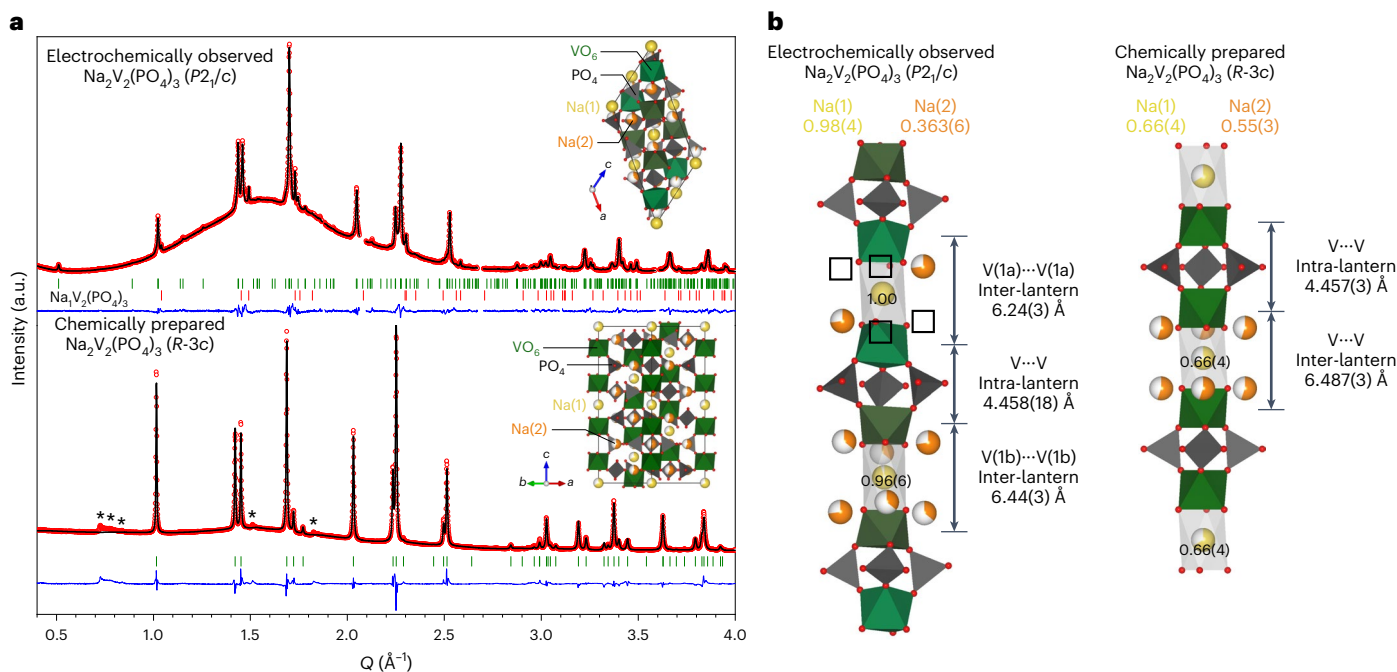 a
Electrochemically observed
Na₂V₂(PO₄)₃ (P2₁/c)
VO₆
PO₄
Na(1)
Na(2)
c
a
Na₁V₂(PO₄)₃
Chemically prepared
Na₂V₂(PO₄)₃ (R-3c)
VO₆
PO₄
Na(1)
Na(2)
c
b
a
* * *
*
*
Intensity (a.u.)
0.5 1.0 1.5 2.0 2.5 3.0 3.5 4.0
Q (Å⁻¹)
b
Electrochemically observed
Na₂V₂(PO₄)₃ (P2₁/c)
Na(1) Na(2)
0.98(4) 0.363(6)
1.00
0.96(6)
V(1a)···V(1a)
Inter-lantern
6.24(3) Å
V···V
Intra-lantern
4.458(18) Å
V(1b)···V(1b)
Inter-lantern
6.44(3) Å
Chemically prepared
Na₂V₂(PO₄)₃ (R-3c)
Na(1) Na(2)
0.66(4) 0.55(3)
0.66(4)
0.66(4)
V···V
Intra-lantern
4.457(3) Å
V···V
Inter-lantern
6.487(3) Å